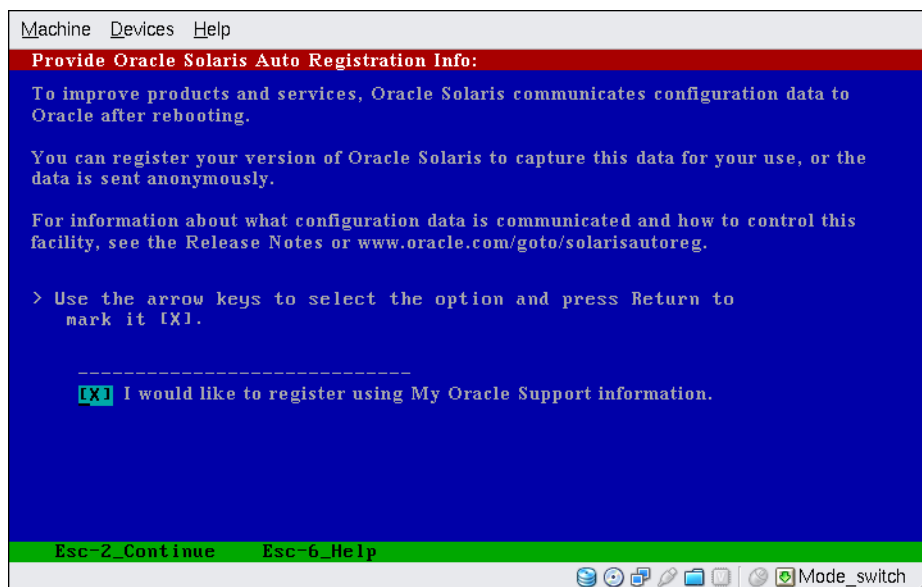 Machine Devices Help
Provide Oracle Solaris Auto Registration Info:
To improve products and services, Oracle Solaris communicates configuration data to
Oracle after rebooting.
You can register your version of Oracle Solaris to capture this data for your use, or the
data is sent anonymously.
For information about what configuration data is communicated and how to control this
facility, see the Release Notes or www.oracle.com/goto/solarisautoreg.
> Use the arrow keys to select the option and press Return to
mark it [X].
_____________________________
[X] I would like to register using My Oracle Support information.
Esc-2_Continue Esc-6_Help
Mode_switch